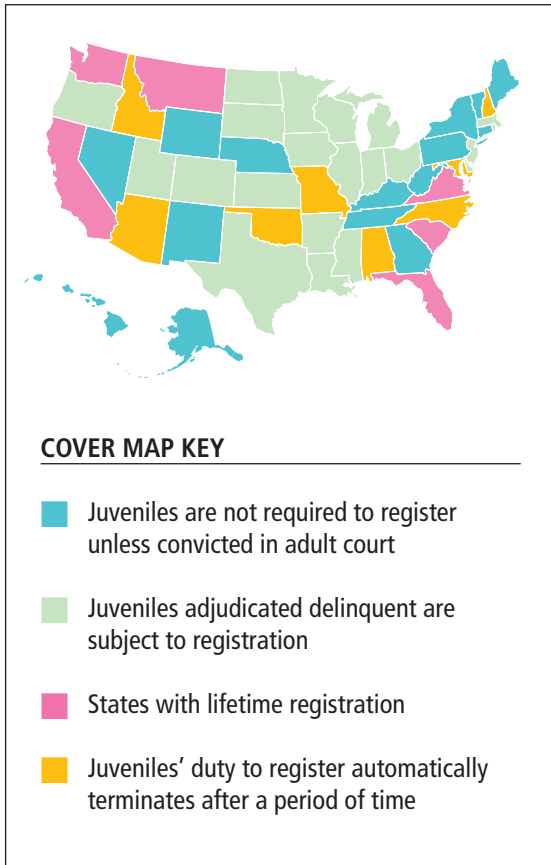 COVER MAP KEY
Juveniles are not required to register
unless convicted in adult court
Juveniles adjudicated delinquent are
subject to registration
States with lifetime registration
Juveniles’ duty to register automatically
terminates after a period of time